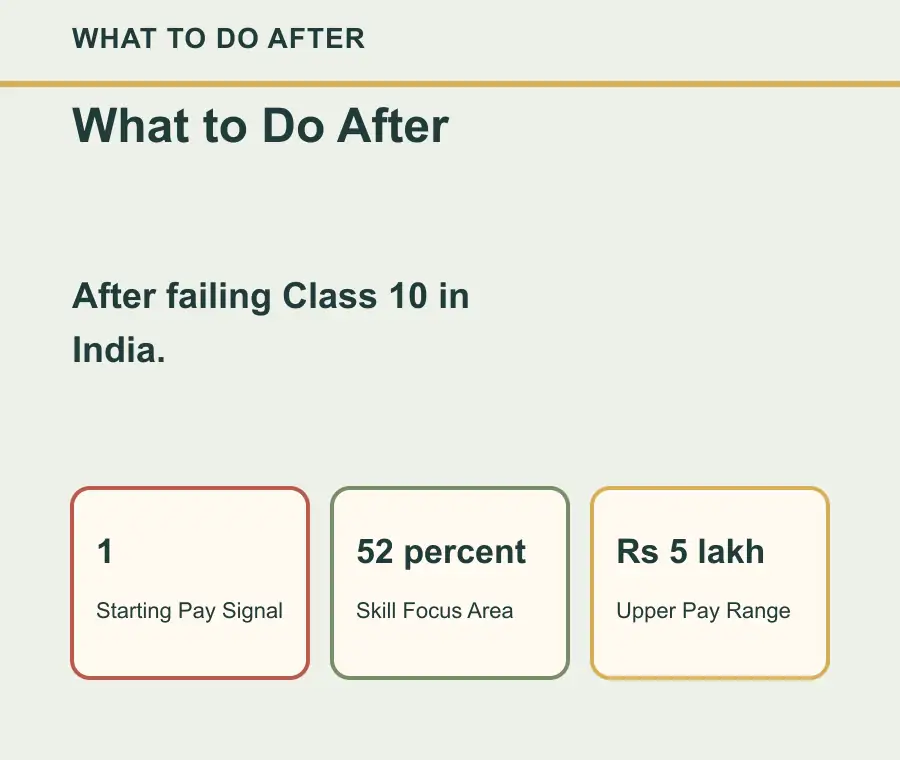 WHAT TO DO AFTER
What to Do After
After failing Class 10 in
India.
1
Starting Pay Signal
52 percent
Skill Focus Area
Rs 5 lakh
Upper Pay Range